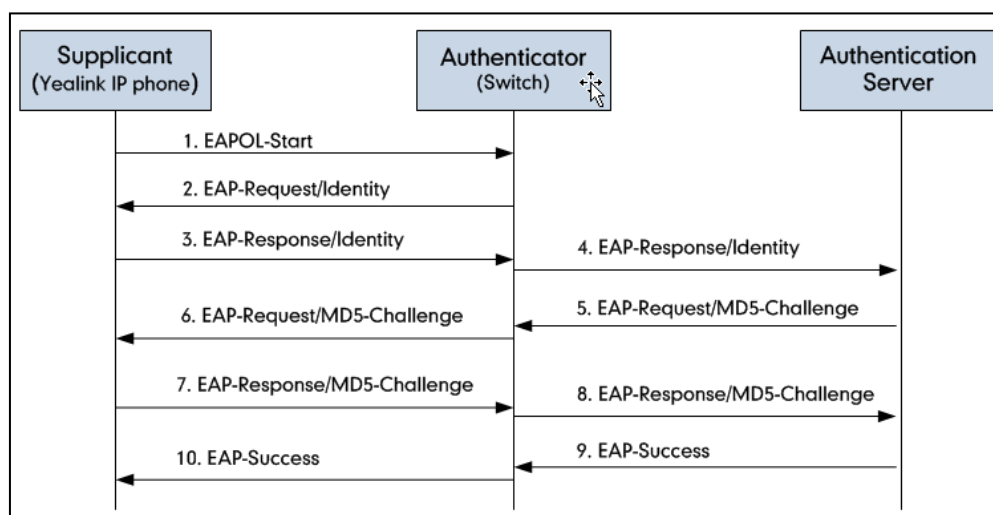 Supplicant
(Yealink IP phone)
Authenticator
(Switch)
Authentication
Server
1. EAPOL-Start
2. EAP-Request/Identity
3. EAP-Response/Identity
4. EAP-Response/Identity
5. EAP-Request/MD5-Challenge
6. EAP-Request/MD5-Challenge
7. EAP-Response/MD5-Challenge
8. EAP-Response/MD5-Challenge
9. EAP-Success
10. EAP-Success